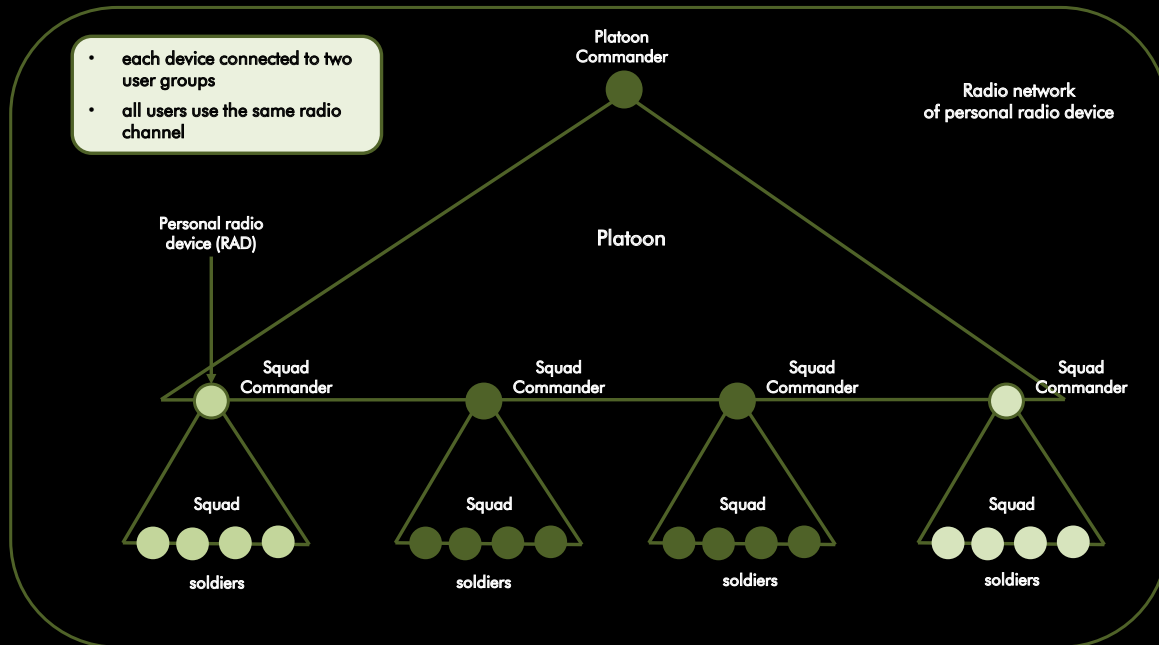 • each device connected to two
user groups
• all users use the same radio
channel
Platoon
Commander
Radio network
of personal radio device
Personal radio
device (RAD)
Platoon
Squad
Commander
Squad
Commander
Squad
Commander
Squad
Commander
Squad
Squad
Squad
Squad
soldiers
soldiers
soldiers
soldiers